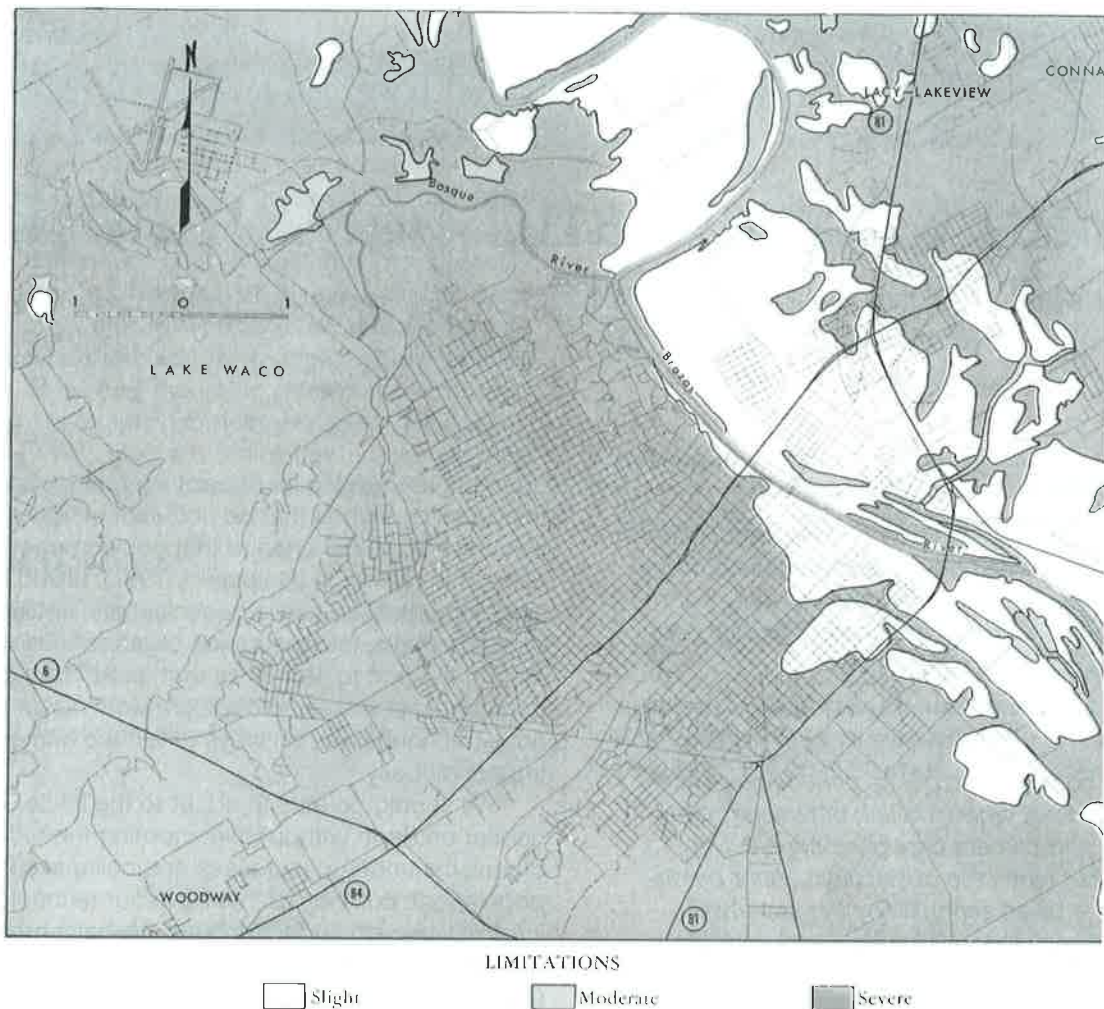 N
CONNA
LACY-LAKEVIEW
81
Bosque
River
1 0 1
LAKE WACO
Brazos
River
6
WOODWAY
84
81
LIMITATIONS
Slight
Moderate
Severe